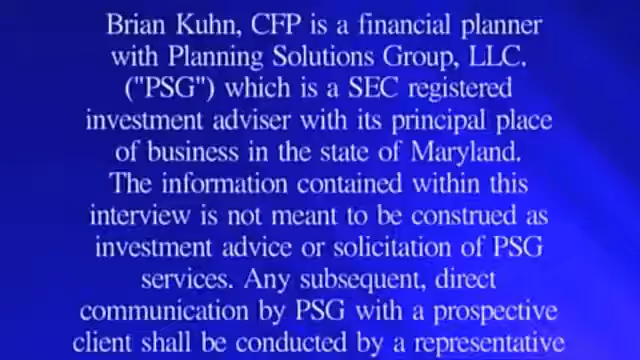 Brian Kuhn, CFP is a financial planner
with Planning Solutions Group, LLC.
("PSG") which is a SEC registered
investment adviser with its principal place
of business in the state of Maryland.
The information contained within this
interview is not meant to be construed as
investment advice or solicitation of PSG
services. Any subsequent, direct
communication by PSG with a prospective
client shall be conducted by a representative